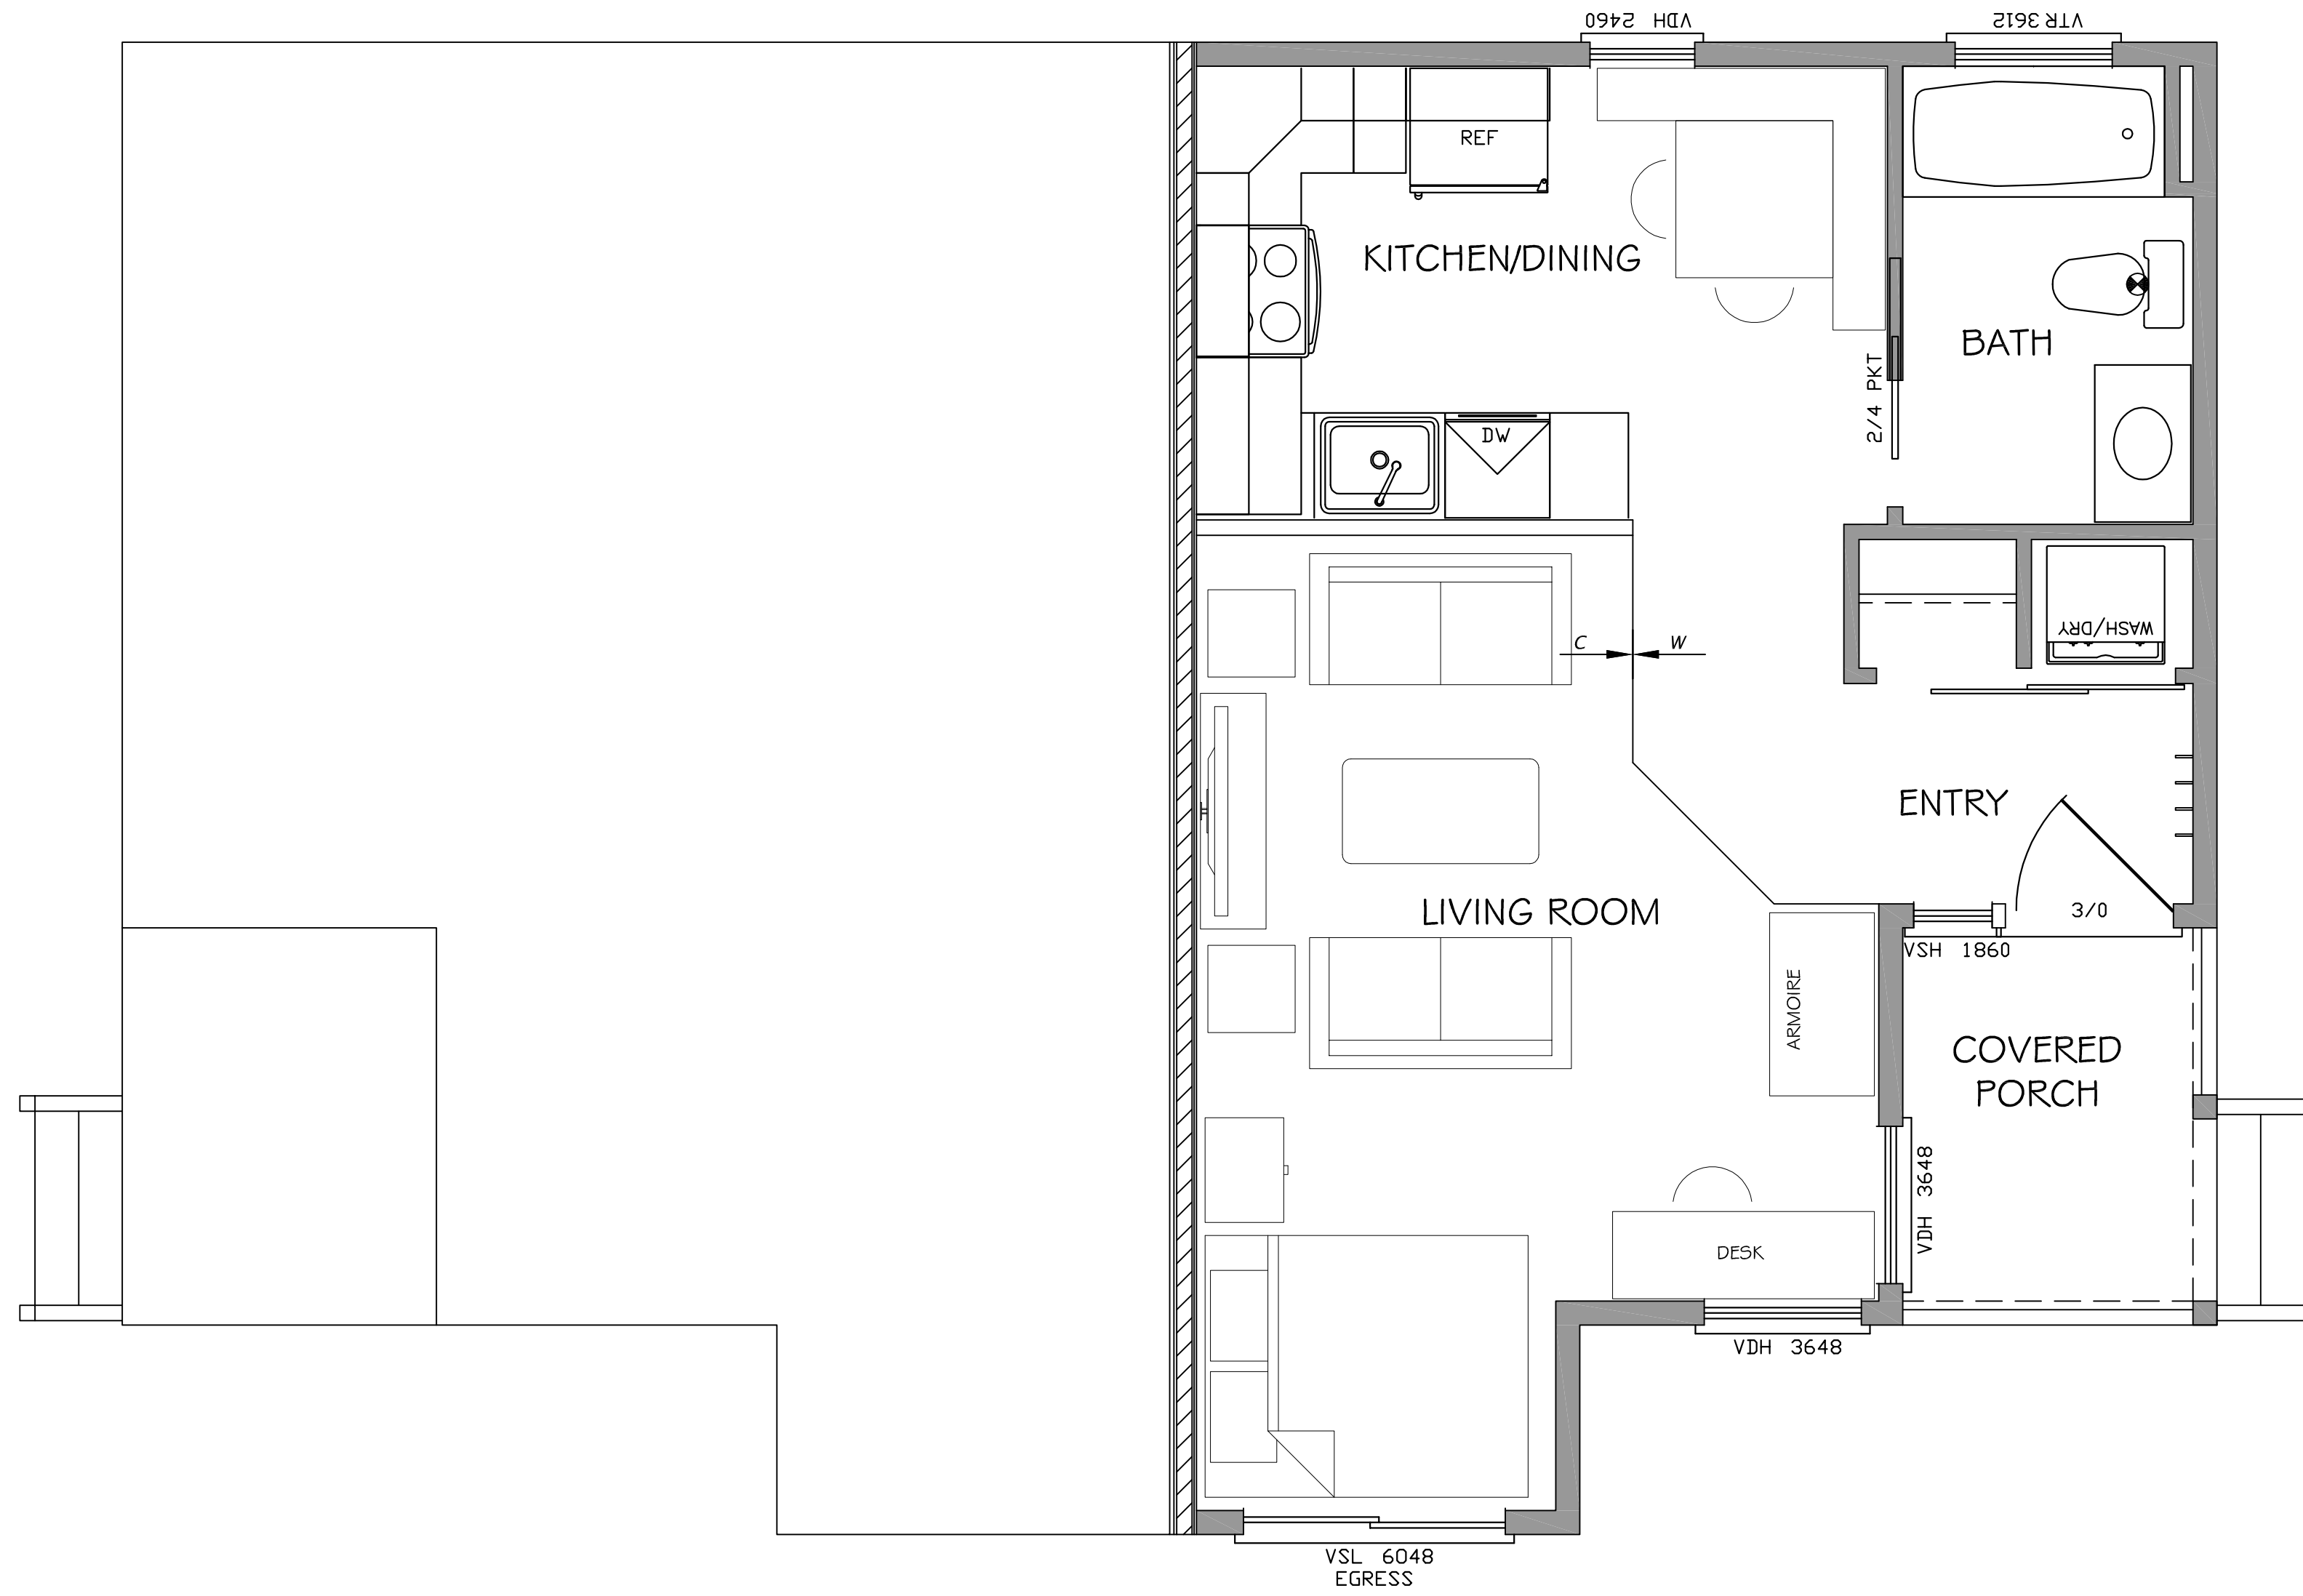 VDH 2460
VTR 3612
REF
KITCHEN/DINING
BATH
2/4 PKT
DW
WASH/DRY
C
W
ENTRY
LIVING ROOM
3/0
VSH 1860
ARMOIRE
COVERED
PORCH
VDH 3648
DESK
VDH 3648
VSL 6048
EGRESS